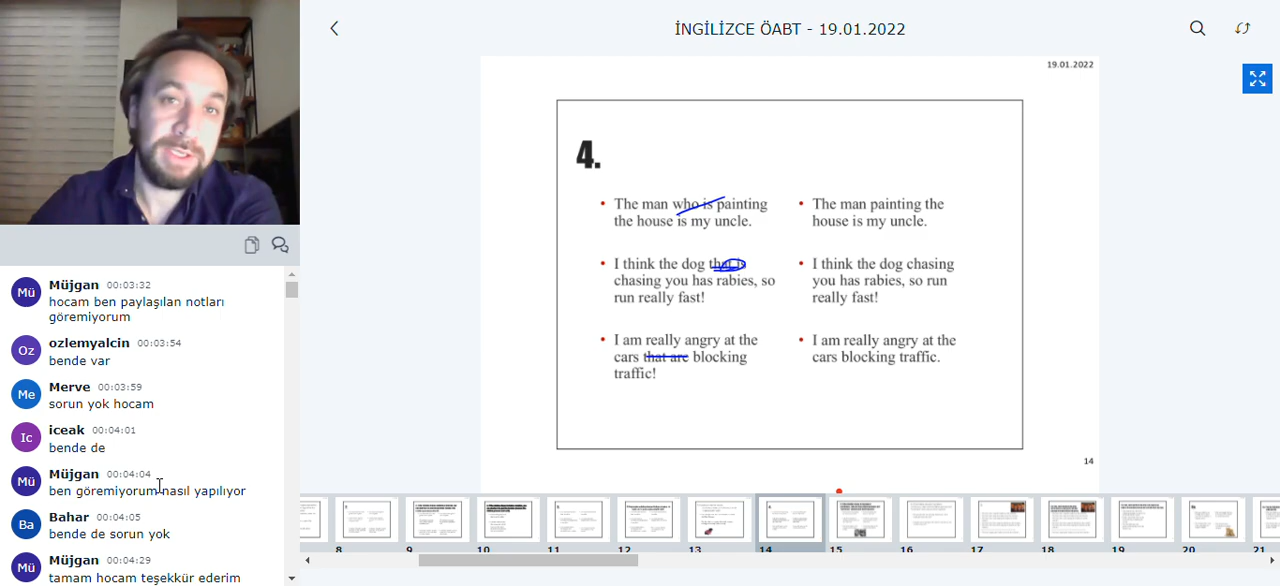 İNGİLİZCE ÖABT - 19.01.2022
19.01.2022
4.
• The man who is painting
the house is my uncle.
• I think the dog that is
chasing you has rabies, so
run really fast!
• I am really angry at the
cars that are blocking
traffic!
• The man painting the
house is my uncle.
• I think the dog chasing
you has rabies, so run
really fast!
• I am really angry at the
cars blocking traffic.
14
Mü
Müjgan 00:03:32
hocam ben paylaşılan notları
göremiyorum
Oz
ozlemyalcin 00:03:54
bende var
Me
Merve 00:03:59
sorun yok hocam
Ic
iceak 00:04:01
bende de
Mü
Müjgan 00:04:04
ben göremiyorum nasıl yapılıyor
Ba
Bahar 00:04:05
bende de sorun yok
Mü
Müjgan 00:04:29
tamam hocam teşekkür ederim
8 9 10 11 12 13 14 15 16 17 18 19 20 21